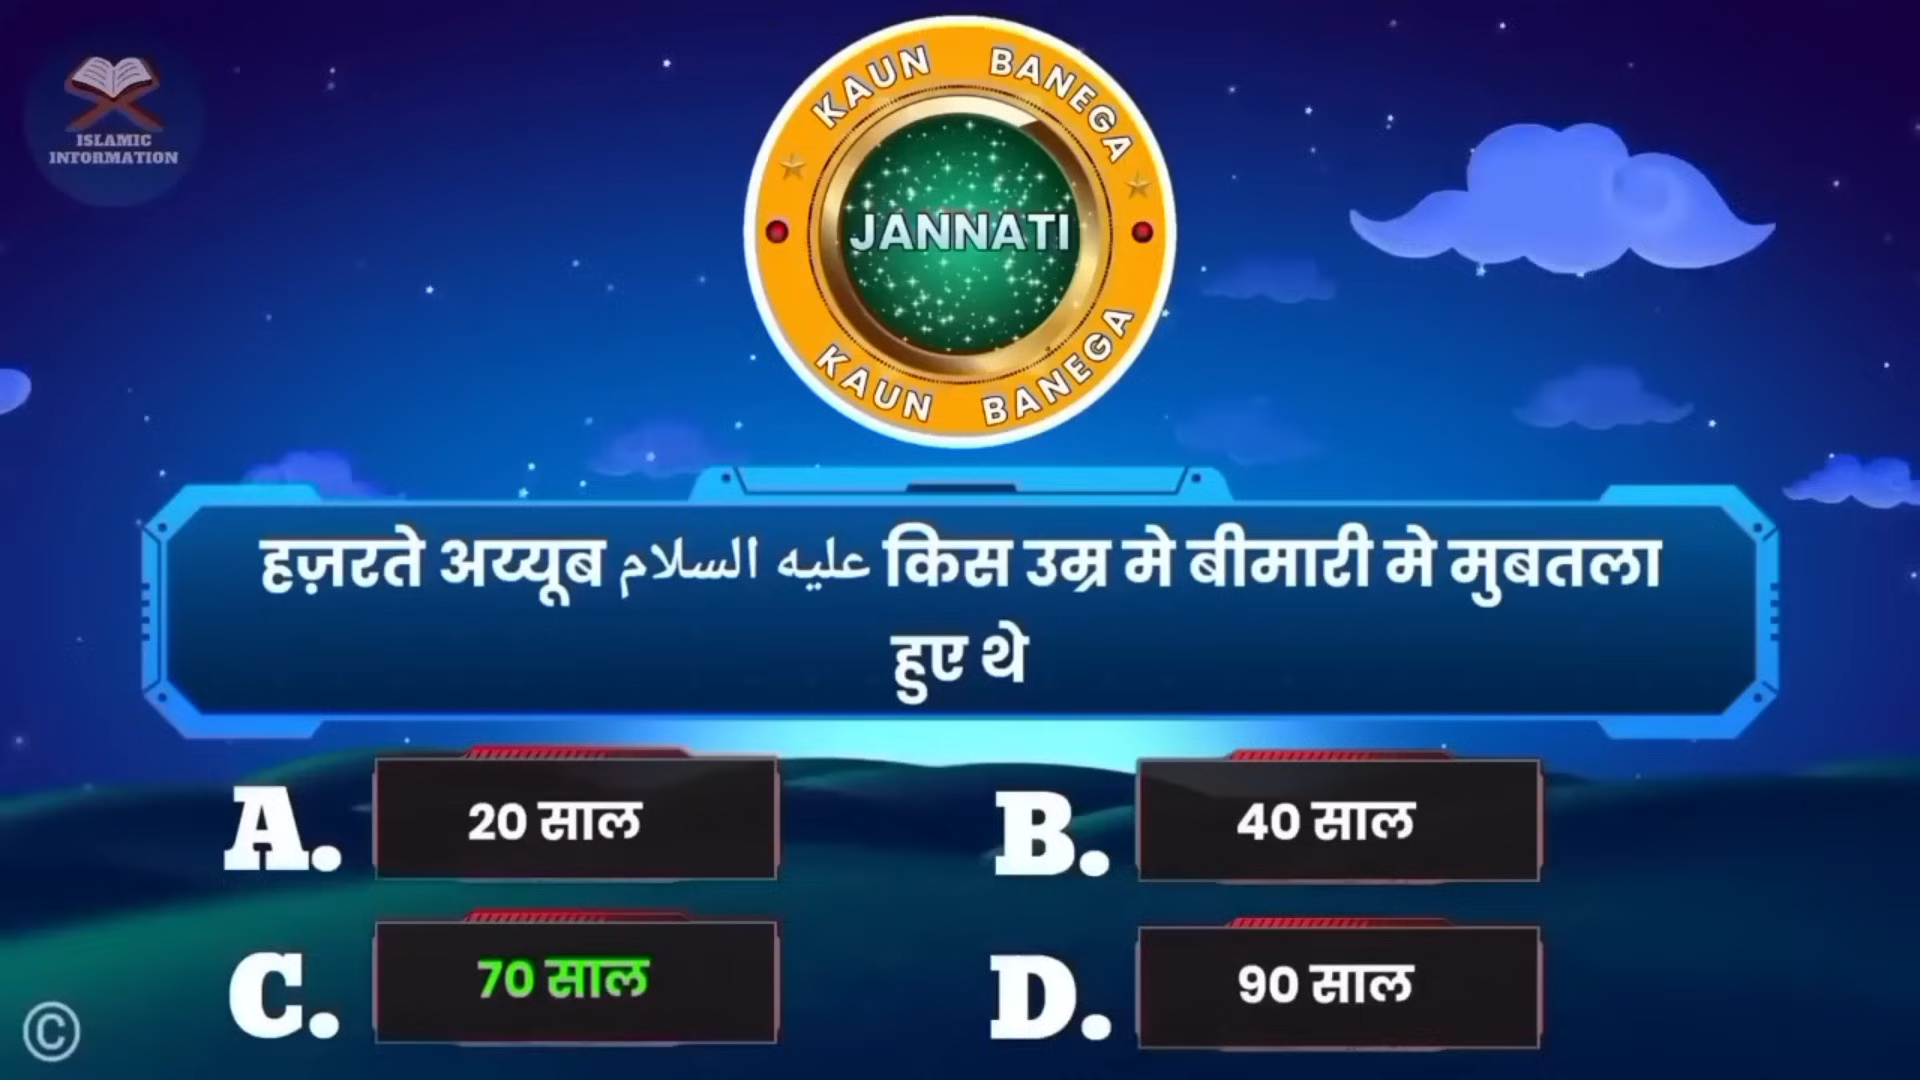 ISLAMIC
INFORMATION
KAUN BANEGA
JANNATI
KAUN BANEGA
हज़रते अय्यूब عليه السلام किस उम्र मे बीमारी मे मुबतला
हुए थे
A. 20 साल
B. 40 साल
C. 70 साल
D. 90 साल
©